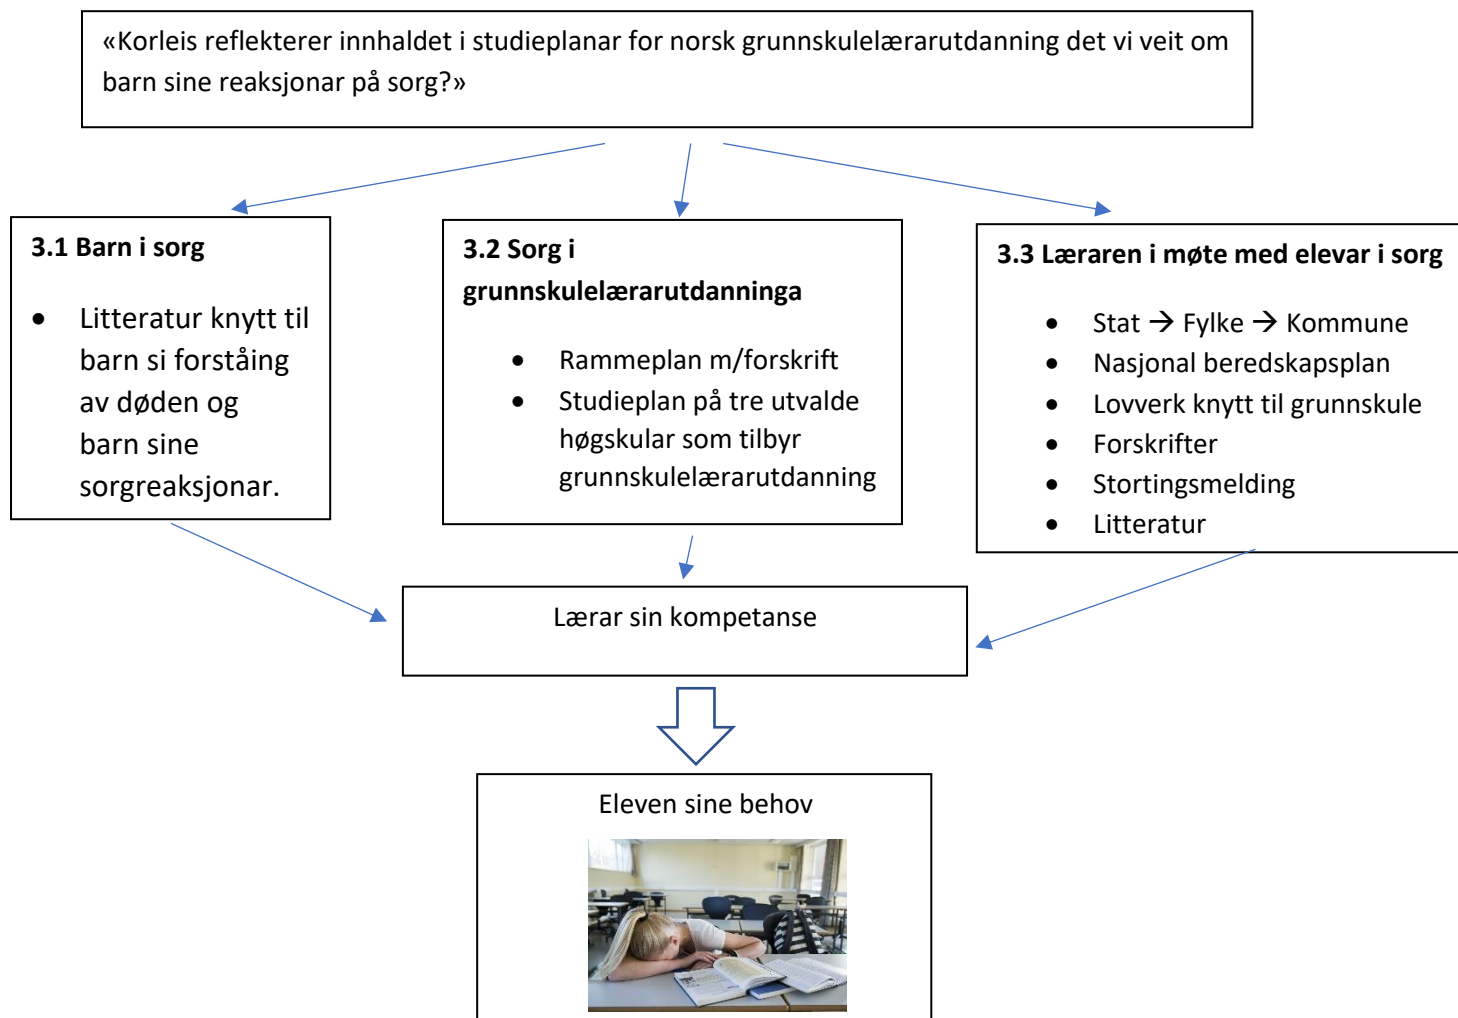 «Korleis reflekterer innhaldet i studieplanar for norsk grunnskulelærarutdanning det vi veit om
barn sine reaksjonar på sorg?»
3.1 Barn i sorg
• Litteratur knytt til
barn si forståing
av døden og
barn sine
sorgreaksjonar.
3.2 Sorg i
grunnskulelærarutdanninga
• Rammeplan m/forskrift
• Studieplan på tre utvalde
høgskular som tilbyr
grunnskulelærarutdanning
3.3 Læraren i møte med elevar i sorg
• Stat → Fylke → Kommune
• Nasjonal beredskapsplan
• Lovverk knytt til grunnskule
• Forskrifter
• Stortingsmelding
• Litteratur
Lærar sin kompetanse
Eleven sine behov